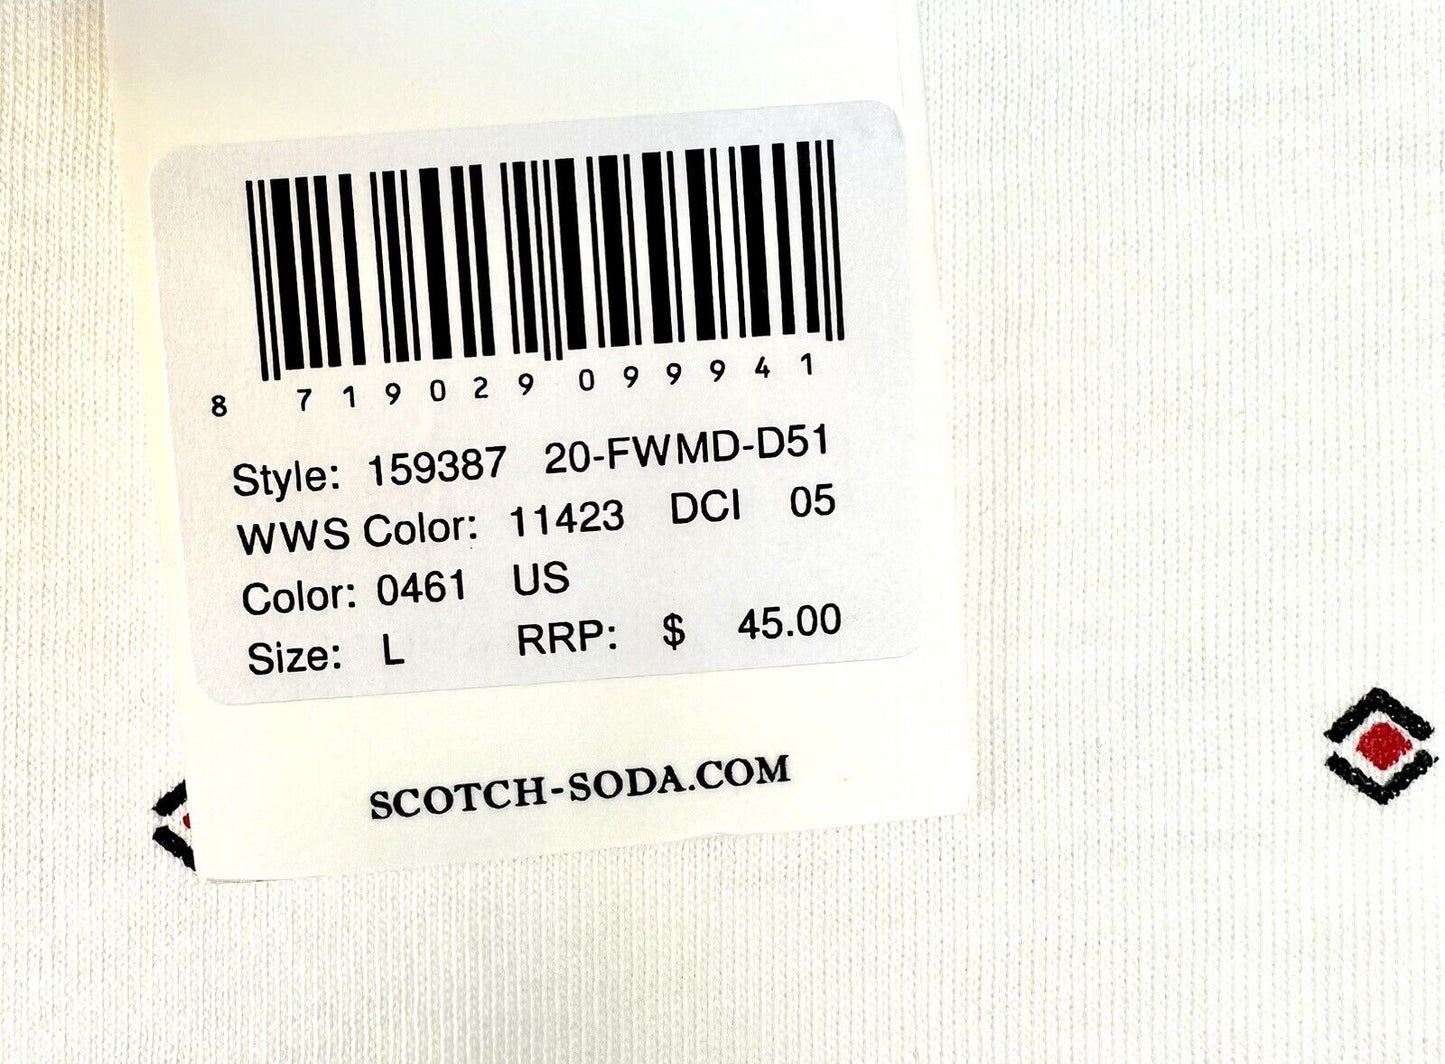 8 719029 099941
Style: 159387 20-FWMD-D51
WWS Color: 11423 DCI 05
Color: 0461 US
Size: L RRP: $ 45.00
SCOTCH-SODA.COM